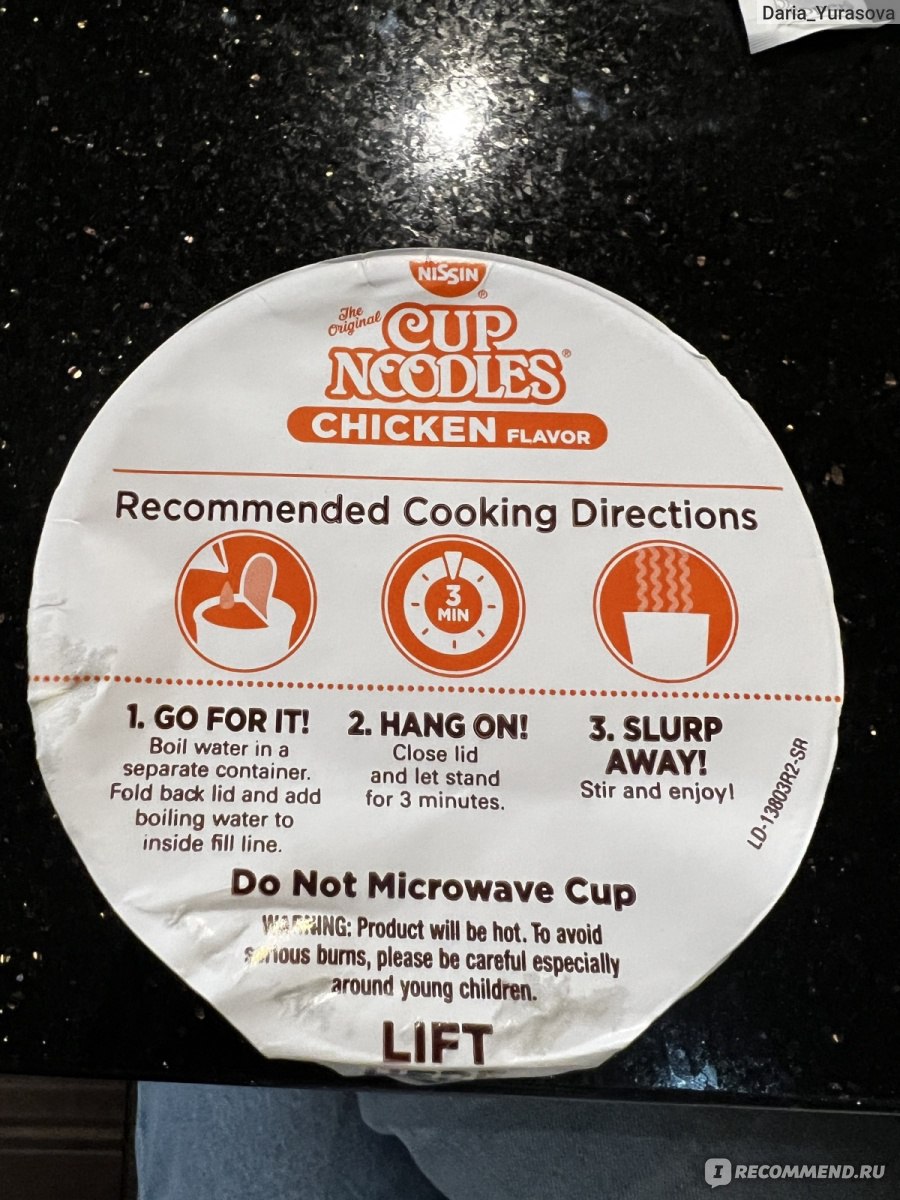 Daria_Yurasova
NISSIN
®
The
Original
CUP
NOODLES®
CHICKEN FLAVOR
Recommended Cooking Directions
3
MIN
1. GO FOR IT!
Boil water in a
separate container.
Fold back lid and add
boiling water to
inside fill line.
2. HANG ON!
Close lid
and let stand
for 3 minutes.
3. SLURP
AWAY!
Stir and enjoy!
LD-13803R2-SR
Do Not Microwave Cup
WARNING: Product will be hot. To avoid
serious burns, please be careful especially
around young children.
LIFT
IRECOMMEND.RU